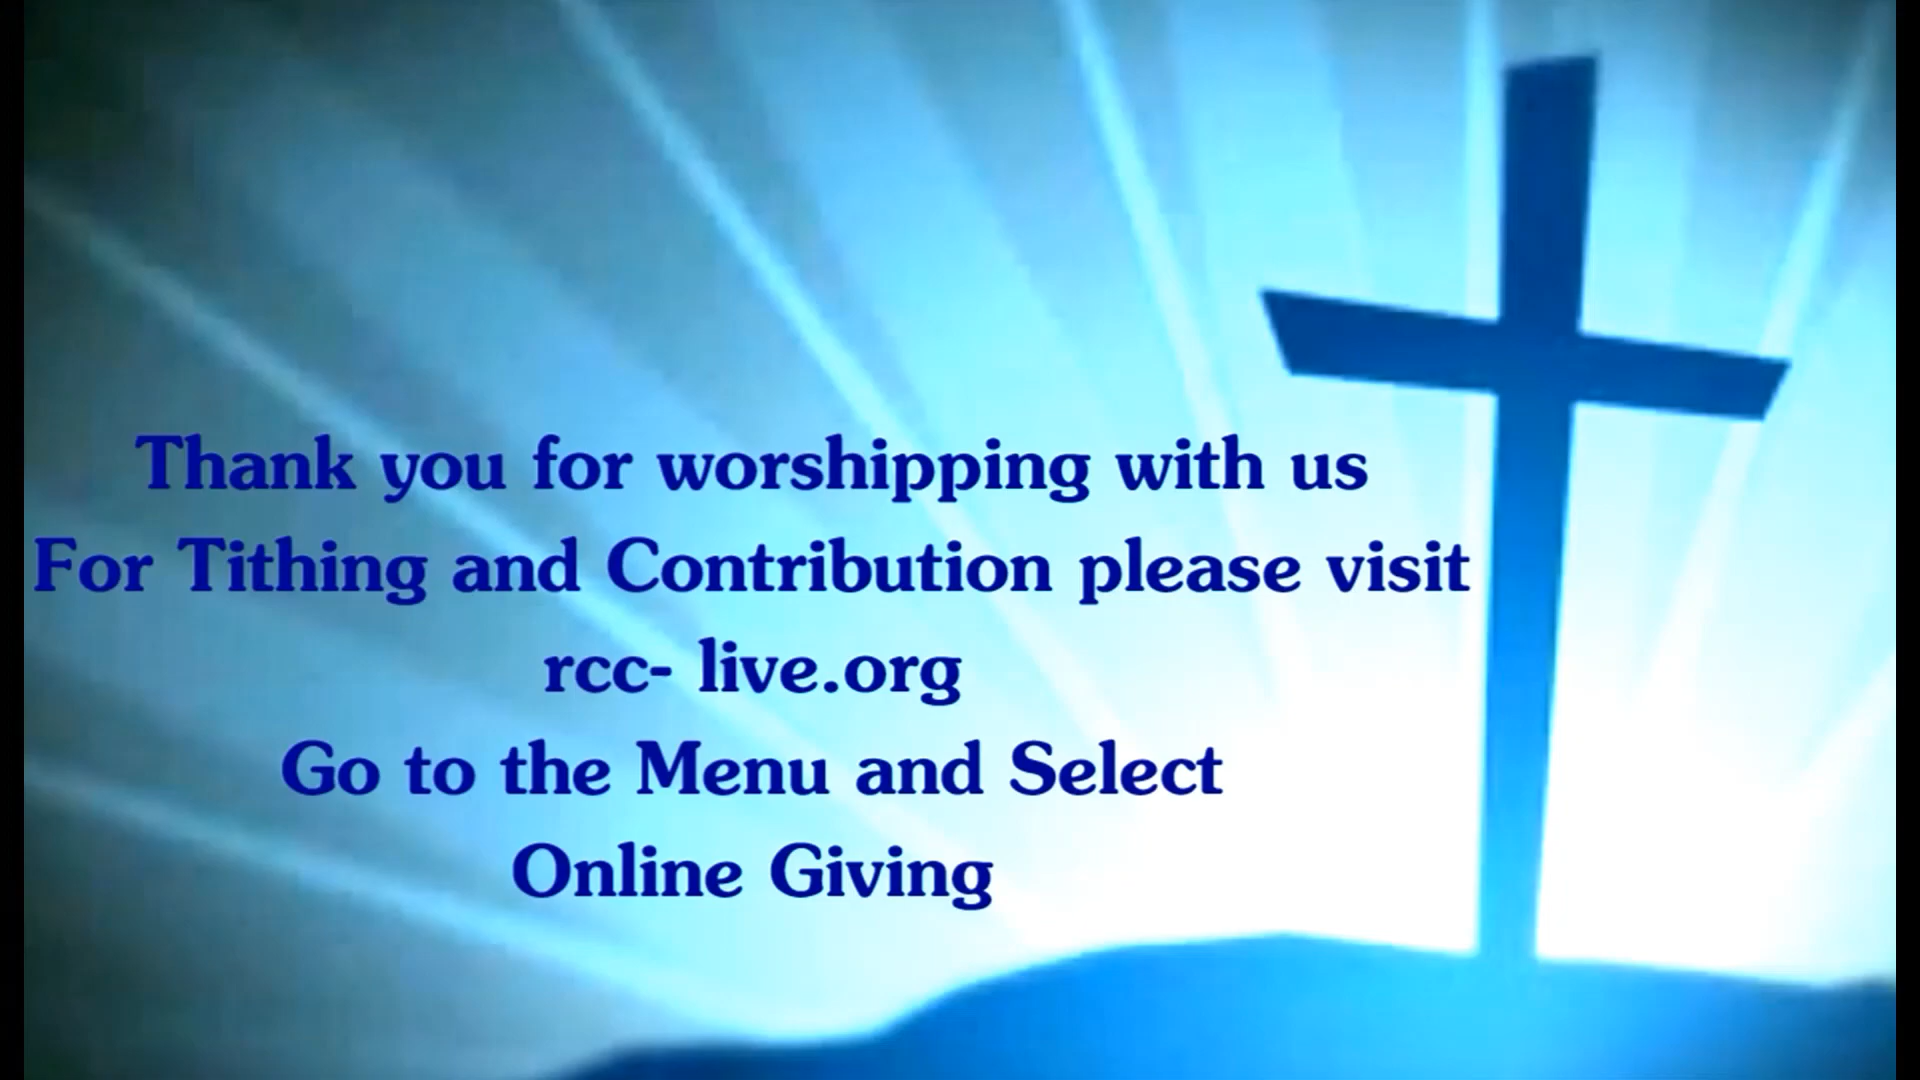 Thank you for worshipping with us
For Tithing and Contribution please visit
rcc- live.org
Go to the Menu and Select
Online Giving